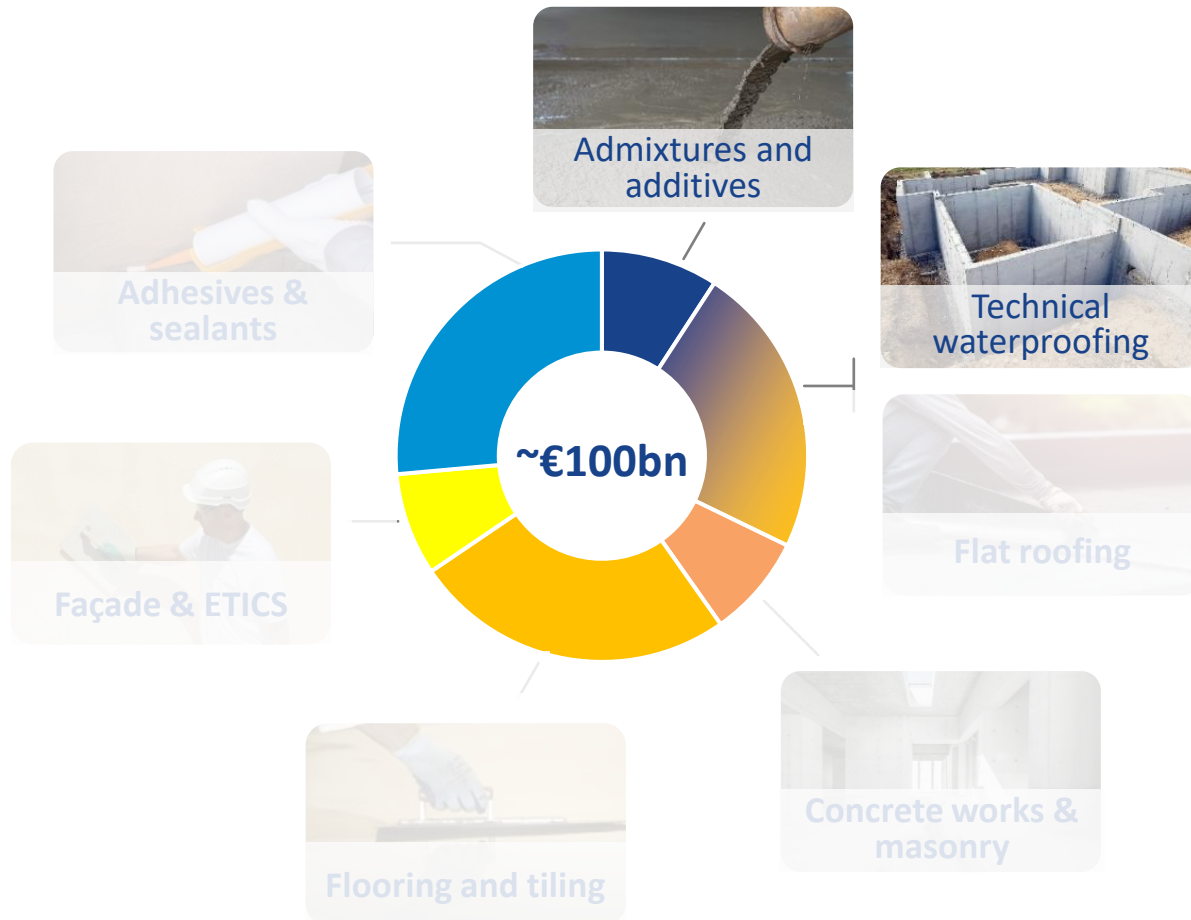 Admixtures and
additives
Technical
waterproofing
Adhesives &
sealants
~€100bn
Flat roofing
Façade & ETICS
Concrete works &
masonry
Flooring and tiling